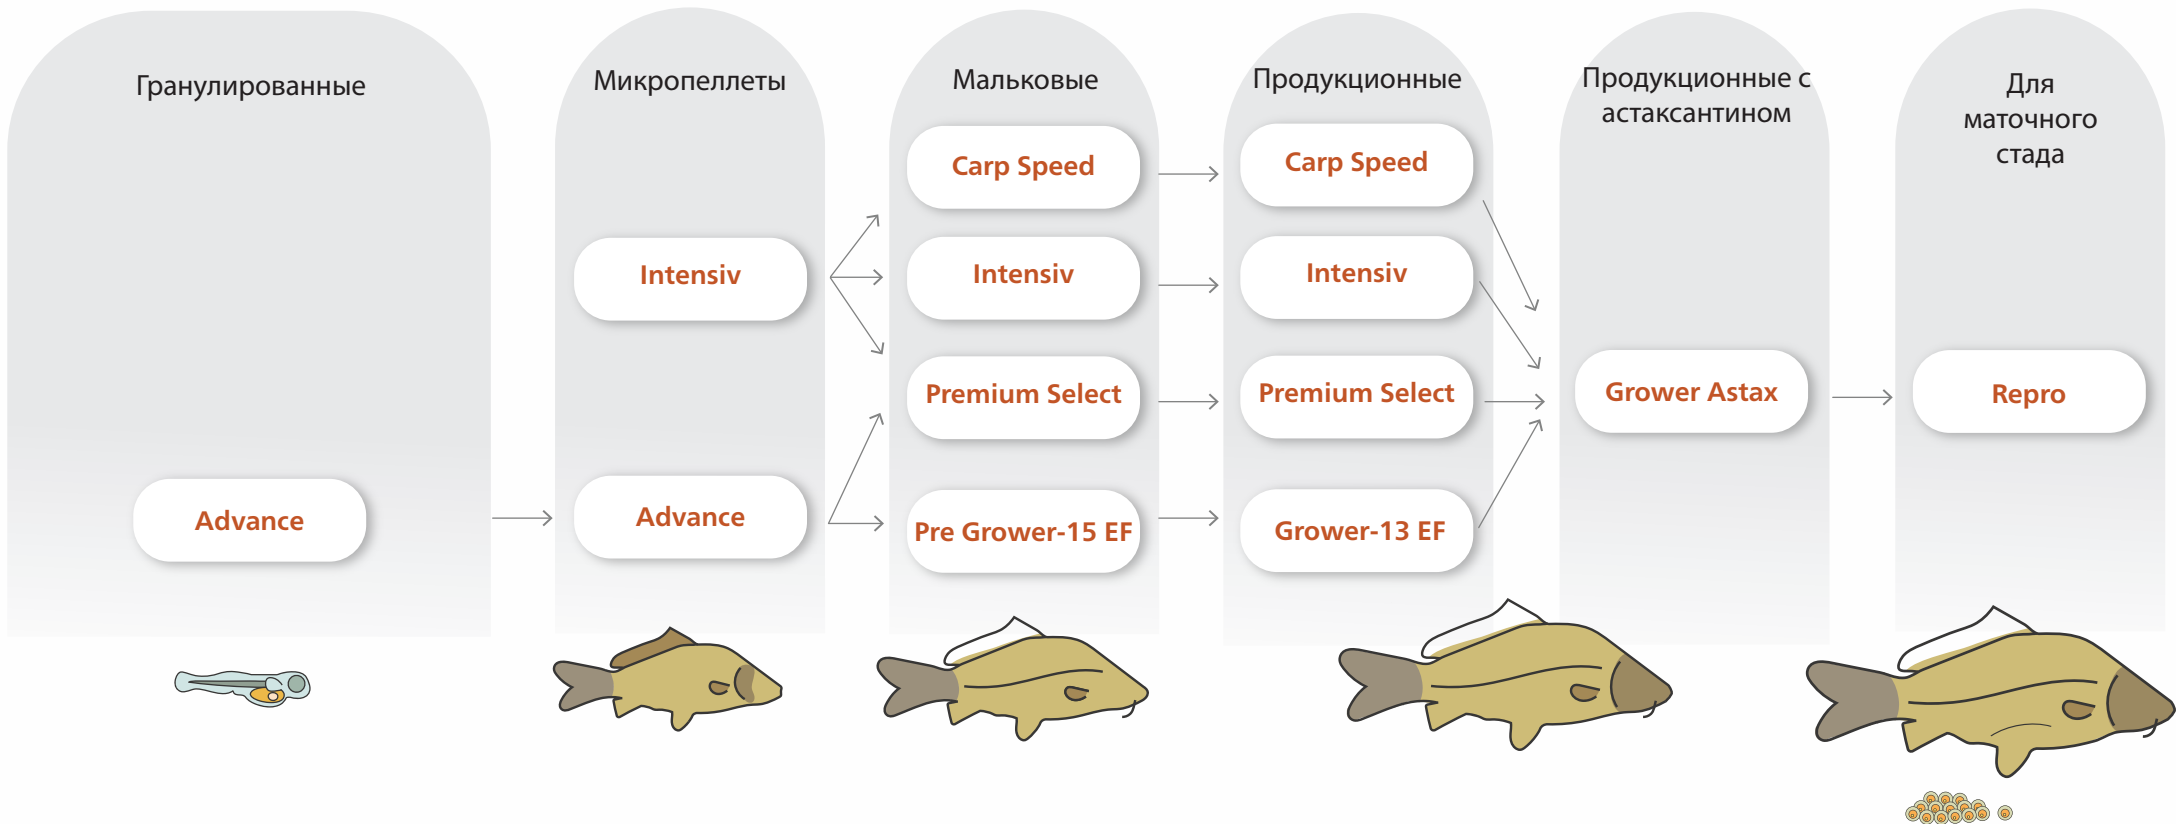 Гранулированные
Advance
Микропеллеты
Intensiv
Advance
Мальковые
Carp Speed
Intensiv
Premium Select
Pre Grower-15 EF
Продукционные
Carp Speed
Intensiv
Premium Select
Grower-13 EF
Продукционные с
астаксантином
Grower Astax
Для
маточного
стада
Repro